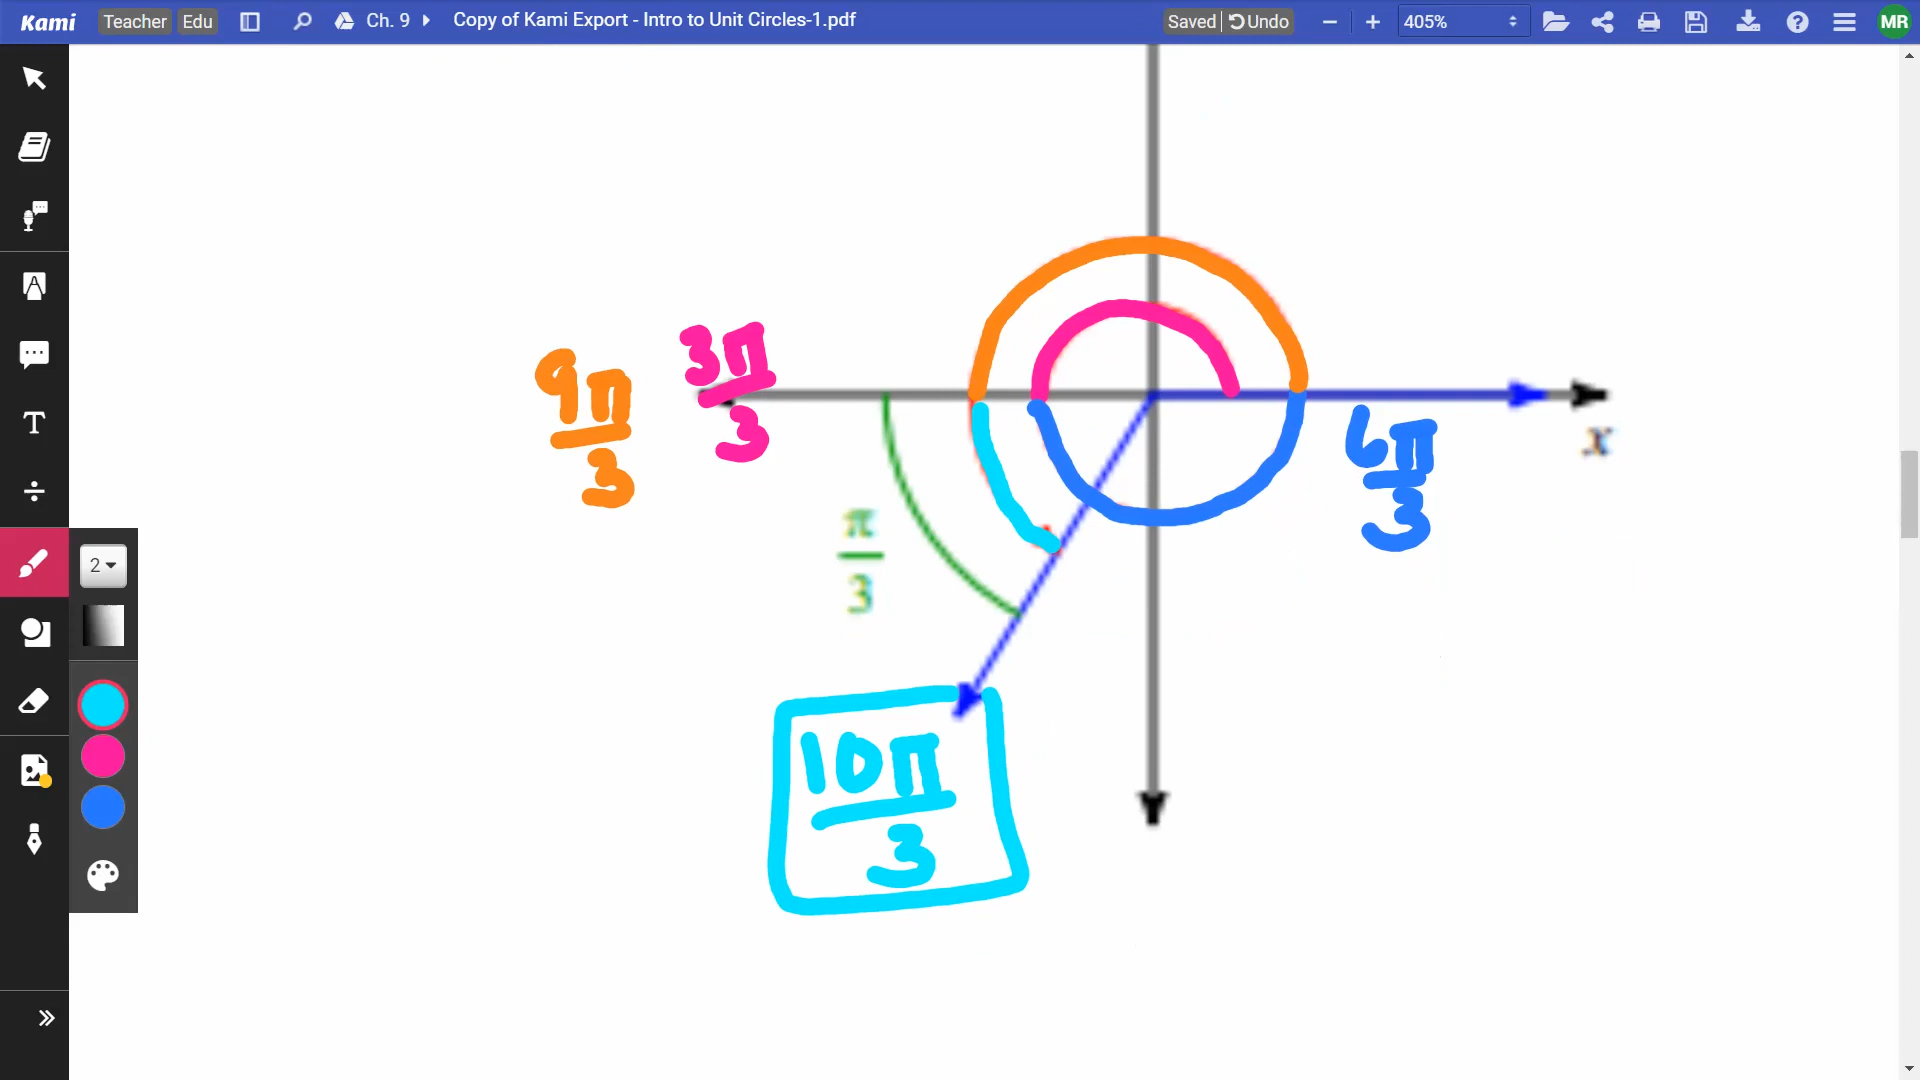 Kami Teacher Edu Ch. 9 Copy of Kami Export - Intro to Unit Circles-1.pdf Saved Undo 405% MR
9π/3
3π/3
6π/3
x
π/3
2
10π/3